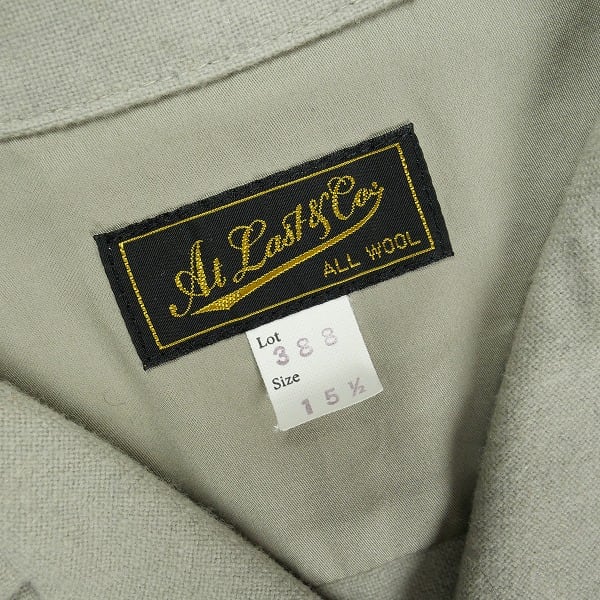 At Last & Co.
ALL WOOL
Lot
388
Size
15½